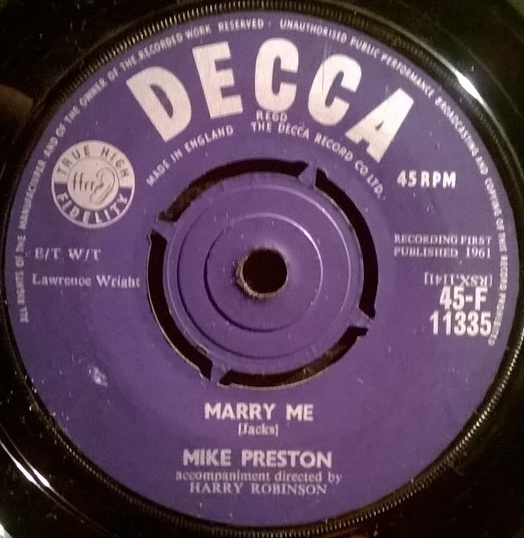 ALL RIGHTS OF THE MANUFACTURER AND OF THE OWNER OF THE RECORDED WORK RESERVED · UNAUTHORISED PUBLIC PERFORMANCE BROADCASTING AND COPYING OF THIS RECORD PROHIBITED
DECCA
REGD
MADE IN ENGLAND THE DECCA RECORD CO LTD.
TRUE HIGH
ffrr
FIDELITY
45 RPM
E/T W/T
Lawrence Wright
RECORDING FIRST
PUBLISHED 1961
45-F
11335
MARRY ME
[Jacks]
MIKE PRESTON
accompaniment directed by
HARRY ROBINSON